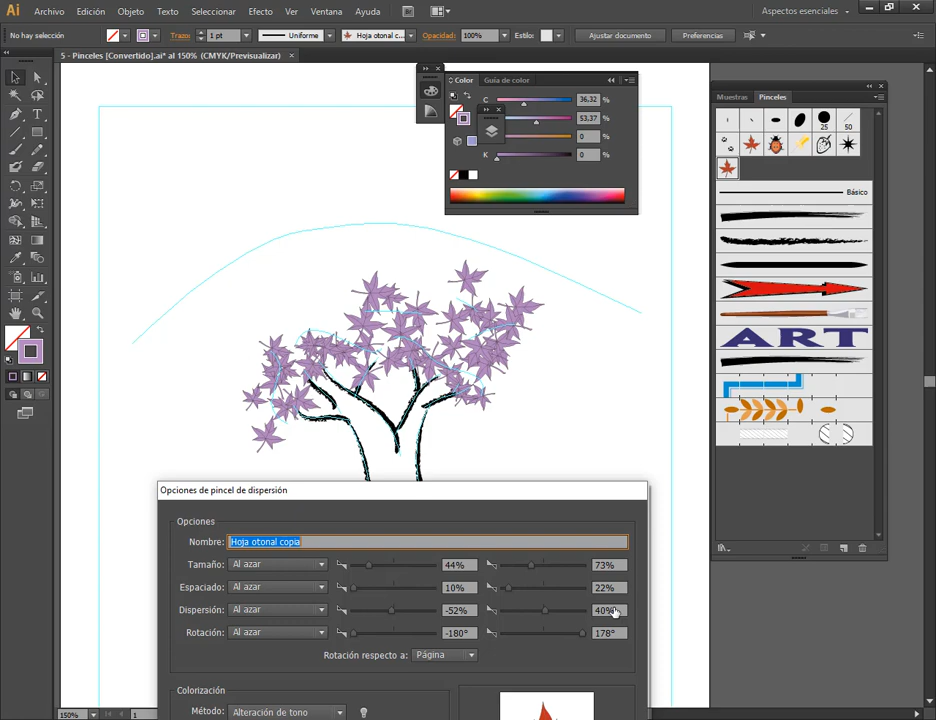 Ai Archivo Edición Objeto Texto Seleccionar Efecto Ver Ventana Ayuda Br Aspectos esenciales
No hay selección Trazo: 1 pt Uniforme Hoja otonal c... Opacidad: 100% Estilo: Ajustar documento Preferencias
5 - Pinceles [Convertido].ai* al 150% (CMYK/Previsualizar)
Color Guía de color
C 36,32 %
53,37 %
0 %
K 0 %
Muestras Pinceles
25 50
Básico
ART
Opciones de pincel de dispersión
Opciones
Nombre: Hoja otonal copia
Tamaño: Al azar 44% 73%
Espaciado: Al azar 10% 22%
Dispersión: Al azar -52% 40%
Rotación: Al azar -180° 178°
Rotación respecto a: Página
Colorización
Método: Alteración de tono
150% 1